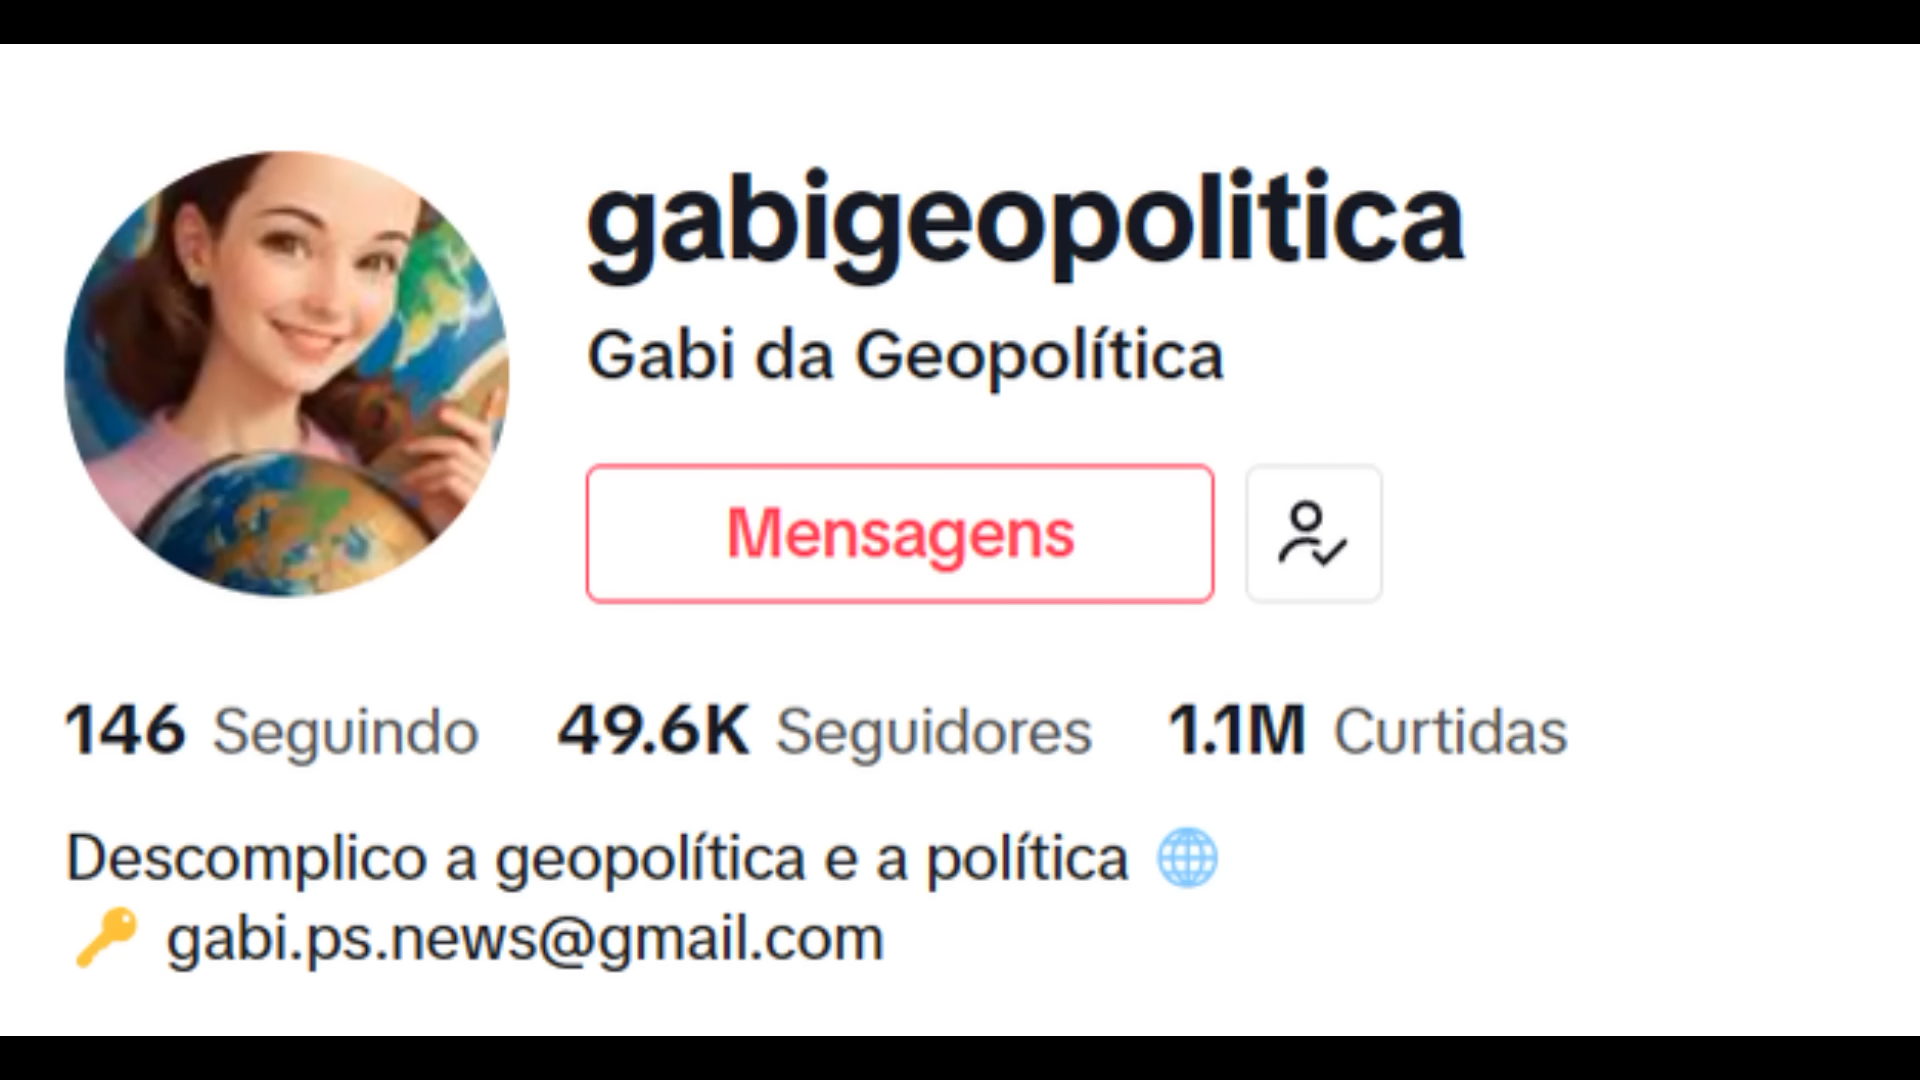 gabigeopolitica
Gabi da Geopolítica
Mensagens
146 Seguindo 49.6K Seguidores 1.1M Curtidas
Descomplico a geopolítica e a política 🌐
🔑 gabi.ps.news@gmail.com